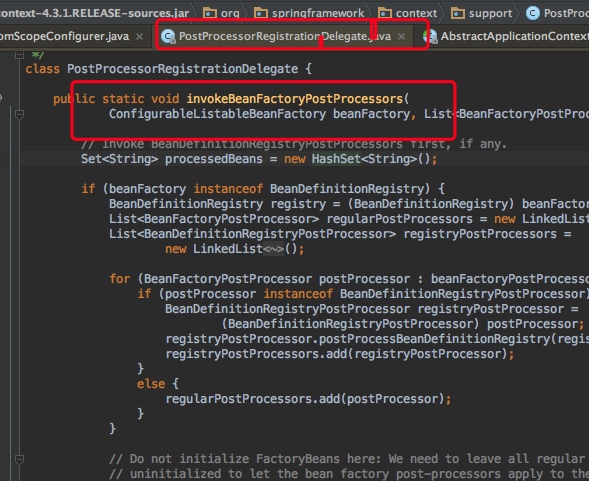 context-4.3.1.RELEASE-sources.jar org springframework context support PostProc
omScopeConfigurer.java × PostProcessorRegistrationDelegate.java × AbstractApplicationContext
*/
class PostProcessorRegistrationDelegate {
public static void invokeBeanFactoryPostProcessors(
ConfigurableListableBeanFactory beanFactory, List<BeanFactoryPostProc
// Invoke BeanDefinitionRegistryPostProcessors first, if any.
Set<String> processedBeans = new HashSet<String>();
if (beanFactory instanceof BeanDefinitionRegistry) {
BeanDefinitionRegistry registry = (BeanDefinitionRegistry) beanFactor
List<BeanFactoryPostProcessor> regularPostProcessors = new LinkedList
List<BeanDefinitionRegistryPostProcessor> registryPostProcessors =
new LinkedList<~>();
for (BeanFactoryPostProcessor postProcessor : beanFactoryPostProcesso
if (postProcessor instanceof BeanDefinitionRegistryPostProcessor)
BeanDefinitionRegistryPostProcessor registryPostProcessor =
(BeanDefinitionRegistryPostProcessor) postProcessor;
registryPostProcessor.postProcessBeanDefinitionRegistry(regis
registryPostProcessors.add(registryPostProcessor);
}
else {
regularPostProcessors.add(postProcessor);
}
}
// Do not initialize FactoryBeans here: We need to leave all regular
// uninitialized to let the bean factory post-processors apply to the